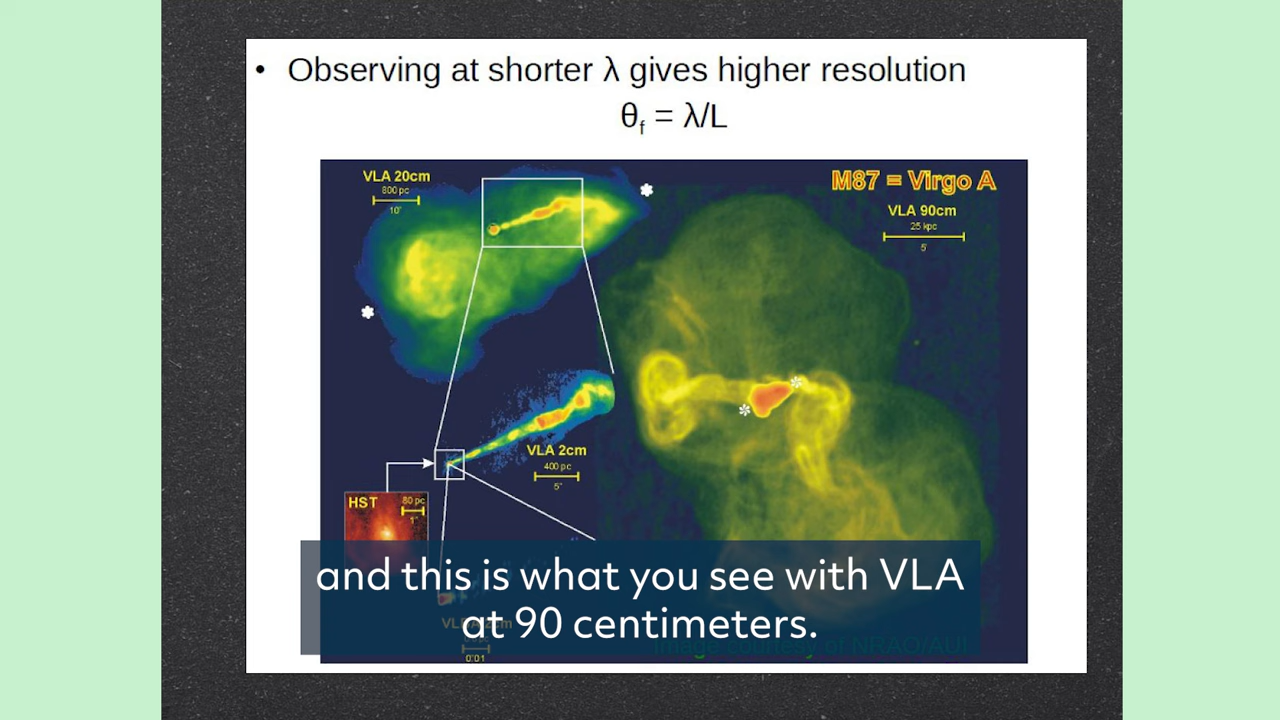 • Observing at shorter λ gives higher resolution
θf = λ/L
VLA 20cm
800 pc
10"
M87 = Virgo A
VLA 90cm
25 kpc
5'
VLA 2cm
400 pc
5"
HST
80 pc
1"
and this is what you see with VLA
at 90 centimeters.
Image courtesy of NRAO/AUI
0.01